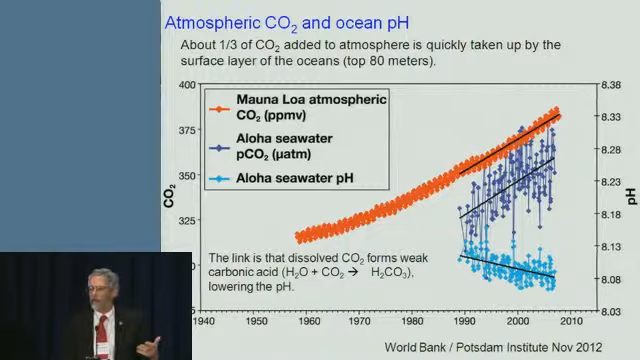 Atmospheric CO2 and ocean pH
About 1/3 of CO2 added to atmosphere is quickly taken up by the
surface layer of the oceans (top 80 meters).
400
375
350
325
CO2
Mauna Loa atmospheric
CO2 (ppmv)
Aloha seawater
pCO2 (µatm)
Aloha seawater pH
8.38
8.33
8.28
8.23
8.18
8.13
8.08
8.03
pH
The link is that dissolved CO2 forms weak
carbonic acid (H2O + CO2 → H2CO3),
lowering the pH.
1940 1950 1960 1970 1980 1990 2000 2010
World Bank / Potsdam Institute Nov 2012